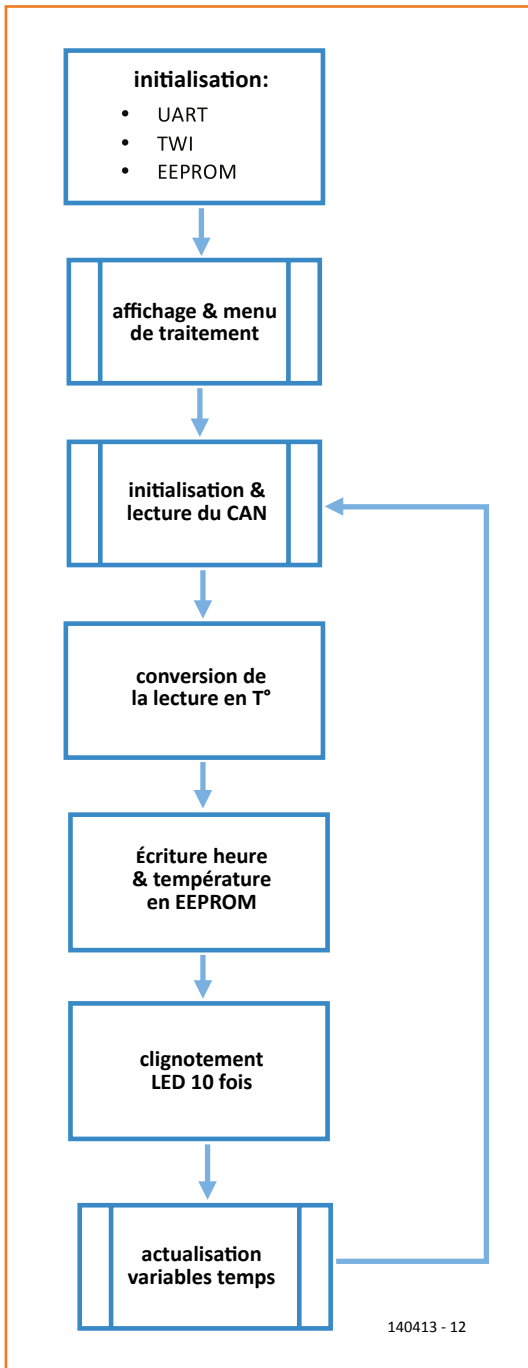 initialisation:
• UART
• TWI
• EEPROM
affichage & menu
de traitement
initialisation &
lecture du CAN
conversion de
la lecture en T°
Écriture heure
& température
en EEPROM
clignotement
LED 10 fois
actualisation
variables temps
140413 - 12